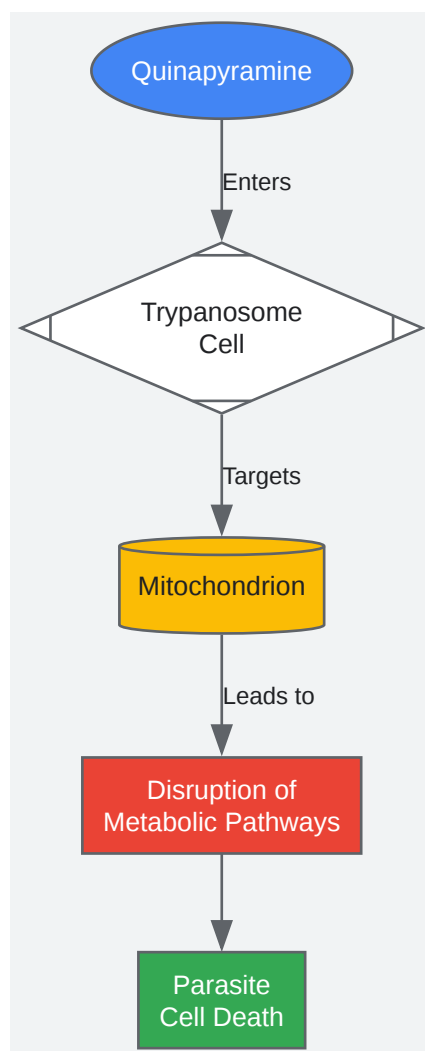 Quinapyramine
Enters
Trypanosome
Cell
Targets
Mitochondrion
Leads to
Disruption of
Metabolic Pathways
Parasite
Cell Death